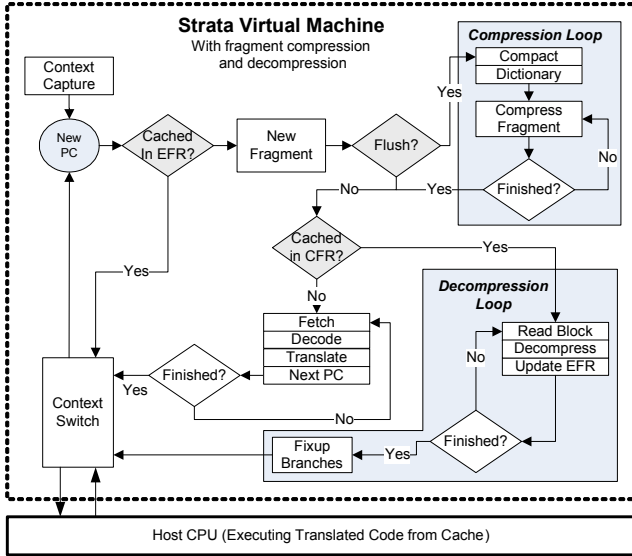 Strata Virtual Machine
With fragment compression
and decompression
Compression Loop
Context
Capture
New
PC
Cached
In EFR?
New
Fragment
Flush?
Yes
Compact
Dictionary
Compress
Fragment
No
Finished?
Yes
No
Yes
Cached
in CFR?
Yes
No
Decompression
Loop
Fetch
Decode
Translate
Next PC
Finished?
Yes
No
Read Block
Decompress
Update EFR
No
Finished?
Yes
Fixup
Branches
Context
Switch
Host CPU (Executing Translated Code from Cache)